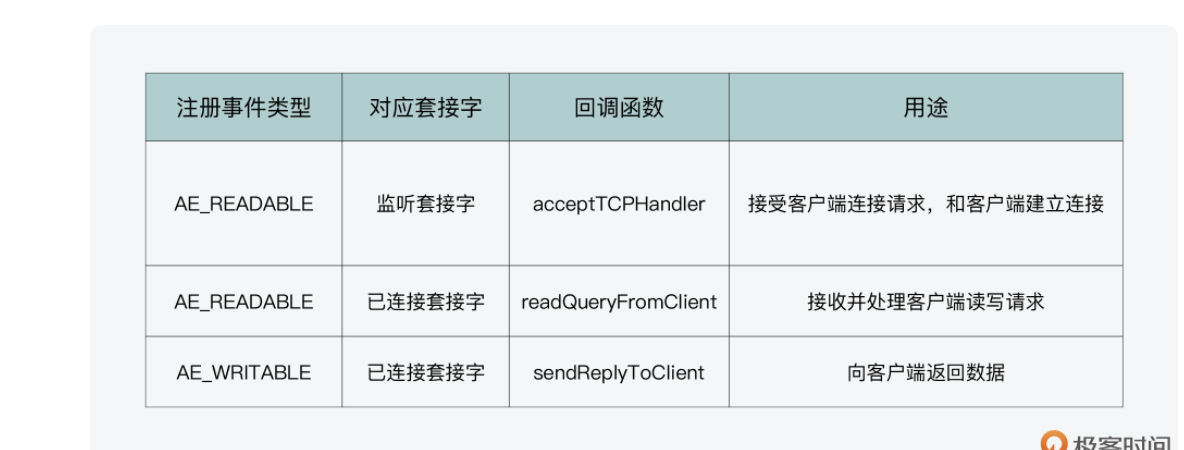 注册事件类型 对应套接字 回调函数 用途
AE_READABLE 监听套接字 acceptTCPHandler 接受客户端连接请求，和客户端建立连接
AE_READABLE 已连接套接字 readQueryFromClient 接收并处理客户端读写请求
AE_WRITABLE 已连接套接字 sendReplyToClient 向客户端返回数据
极客时间